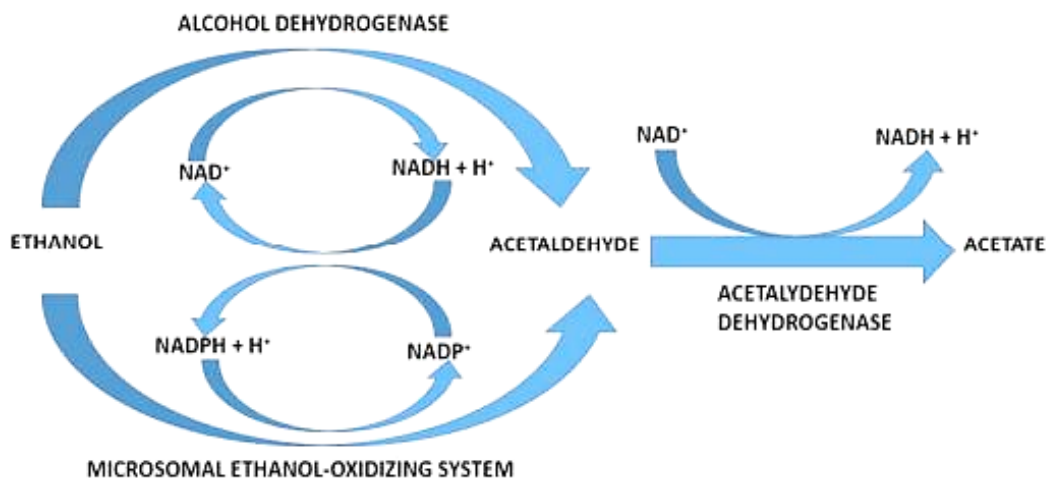 ALCOHOL DEHYDROGENASE
NAD⁺
NADH + H⁺
NAD⁺
NADH + H⁺
ETHANOL
ACETALDEHYDE
ACETATE
ACETALYDEHYDE
DEHYDROGENASE
NADPH + H⁺
NADP⁺
MICROSOMAL ETHANOL-OXIDIZING SYSTEM